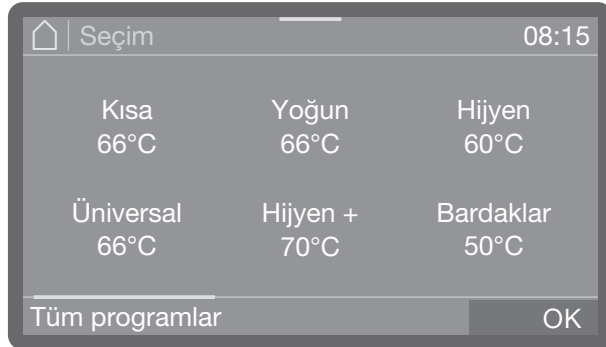 Seçim 08:15
Kısa Yoğun Hijyen
66°C 66°C 60°C
Üniversal Hijyen + Bardaklar
66°C 70°C 50°C
Tüm programlar OK